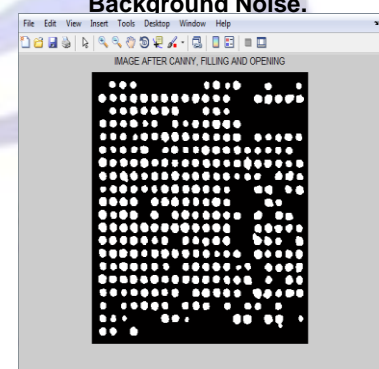 Background Noise.
File Edit View Insert Tools Desktop Window Help
IMAGE AFTER CANNY, FILLING AND OPENING